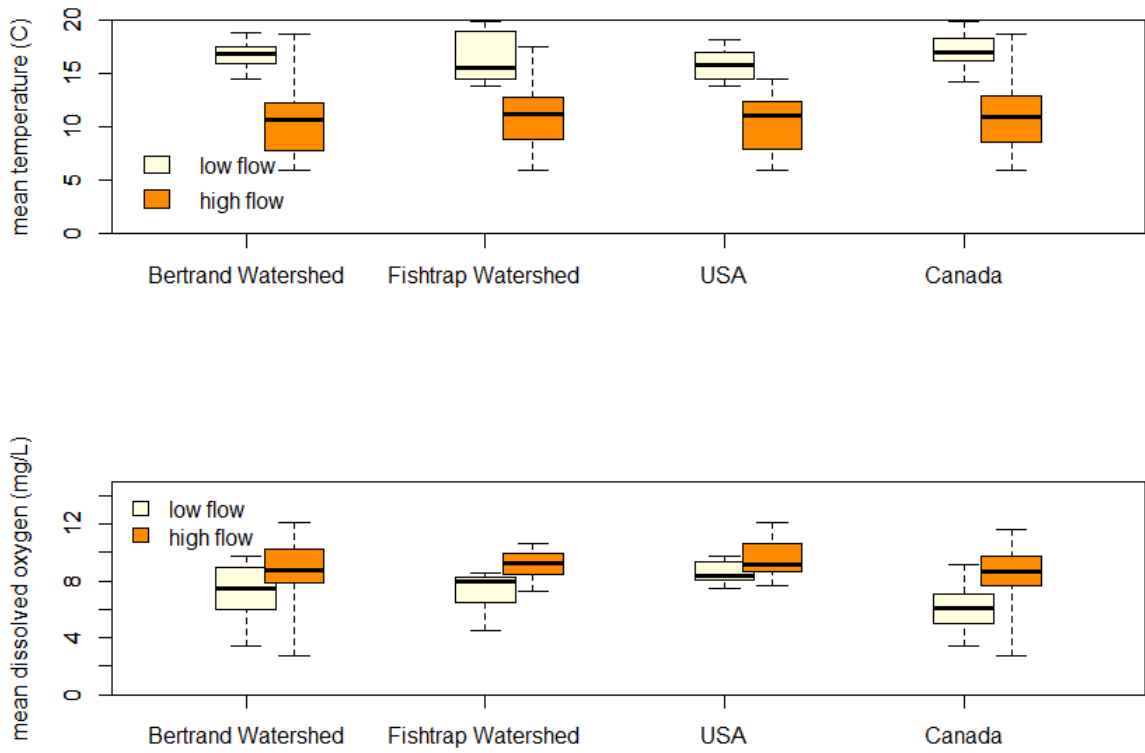 mean temperature (C)
20
15
10
5
0
low flow
high flow
Bertrand Watershed Fishtrap Watershed USA Canada
mean dissolved oxygen (mg/L)
12
8
4
0
low flow
high flow
Bertrand Watershed Fishtrap Watershed USA Canada